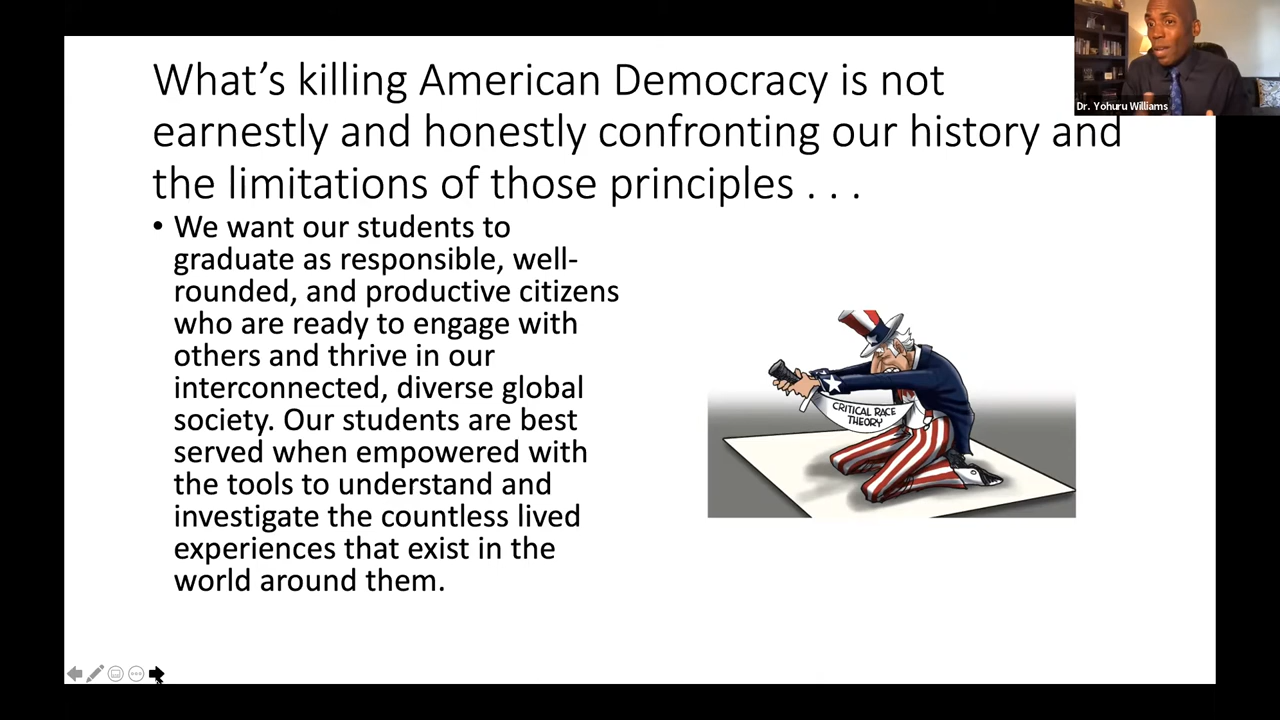 What’s killing American Democracy is not
earnestly and honestly confronting our history and
the limitations of those principles . . .
• We want our students to
graduate as responsible, well-
rounded, and productive citizens
who are ready to engage with
others and thrive in our
interconnected, diverse global
society. Our students are best
served when empowered with
the tools to understand and
investigate the countless lived
experiences that exist in the
world around them.
CRITICAL RACE
THEORY
Dr. Yohuru Williams